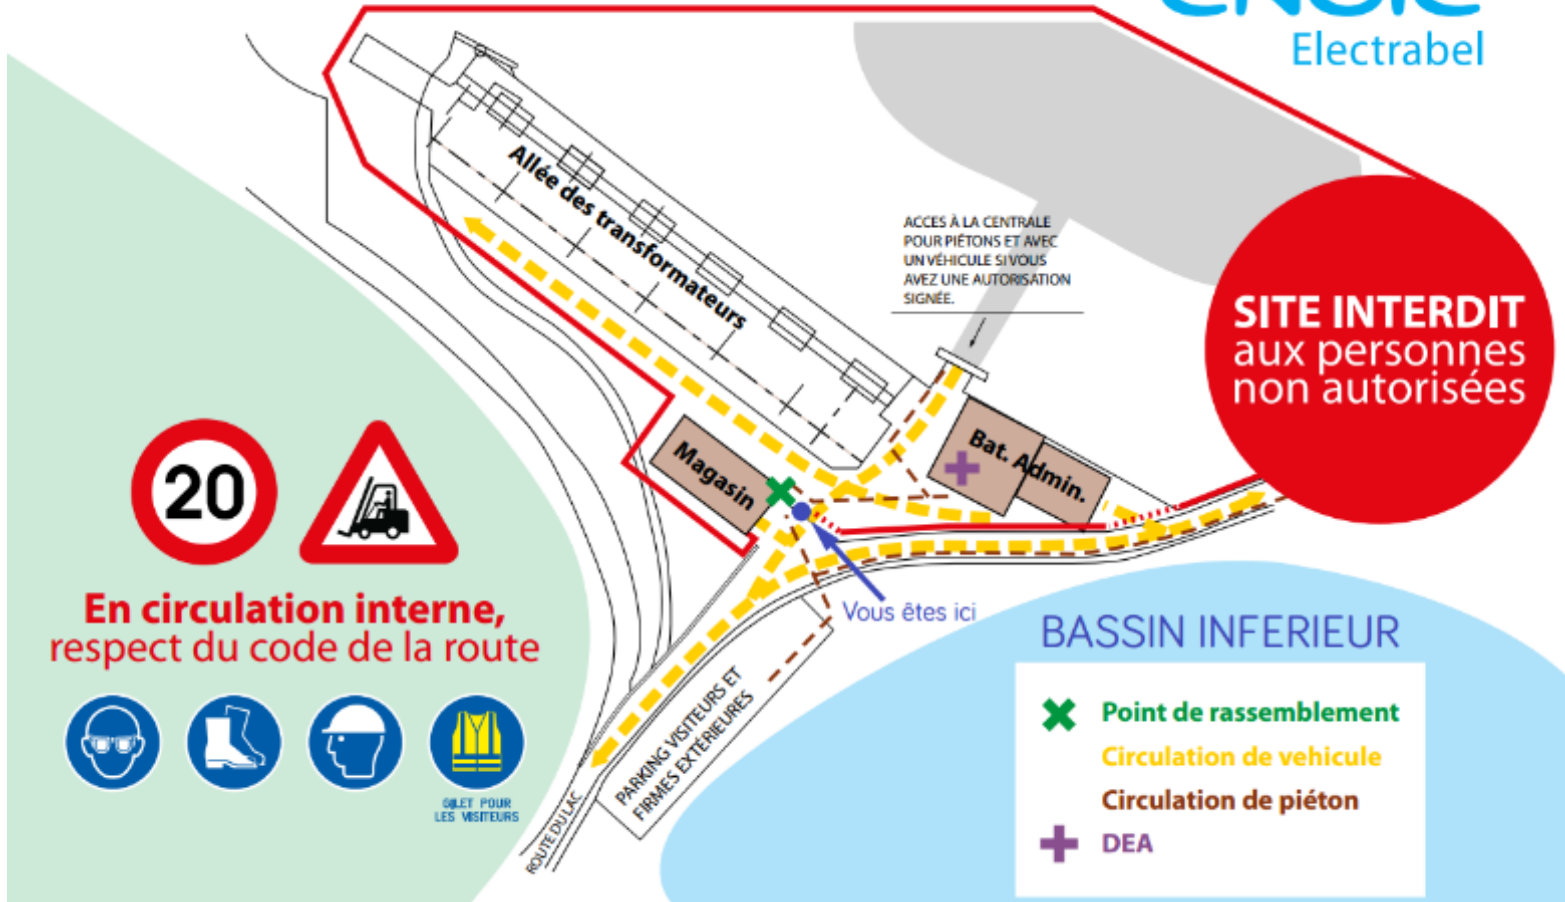 Electrabel
Allée des transformateurs
ACCES À LA CENTRALE
POUR PIÉTONS ET AVEC
UN VÉHICULE SI VOUS
AVEZ UNE AUTORISATION
SIGNÉE.
SITE INTERDIT
aux personnes
non autorisées
Magasin
Bat. Admin.
20
En circulation interne,
respect du code de la route
GILET POUR
LES VISITEURS
Vous êtes ici
PARKING VISITEURS ET
FIRMES EXTÉRIEURES
ROUTE DU LAC
BASSIN INFERIEUR
Point de rassemblement
Circulation de vehicule
Circulation de piéton
DEA